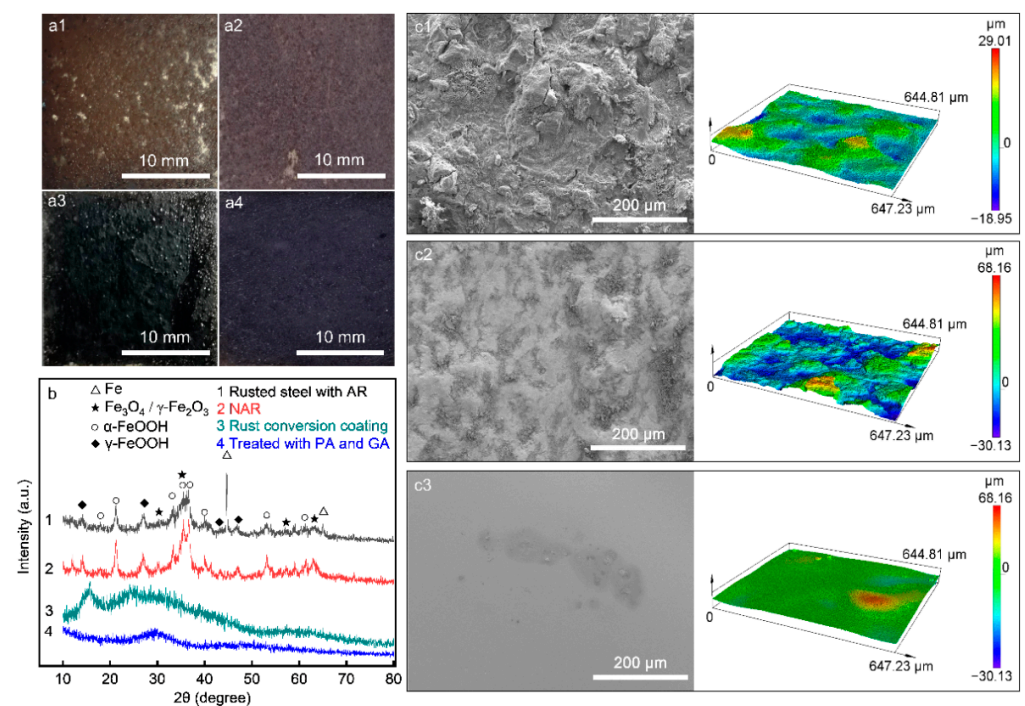 a1
10 mm
a2
10 mm
a3
10 mm
a4
10 mm
b
△ Fe
★ Fe₃O₄ / γ-Fe₂O₃
○ α-FeOOH
◆ γ-FeOOH
1 Rusted steel with AR
2 NAR
3 Rust conversion coating
4 Treated with PA and GA
1
2
3
4
Intensity (a.u.)
10 20 30 40 50 60 70 80
2θ (degree)
c1
200 µm
µm
29.01
0
−18.95
644.81 µm
0
647.23 µm
c2
200 µm
µm
68.16
0
−30.13
644.81 µm
0
647.23 µm
c3
200 µm
µm
68.16
0
−30.13
644.81 µm
0
647.23 µm